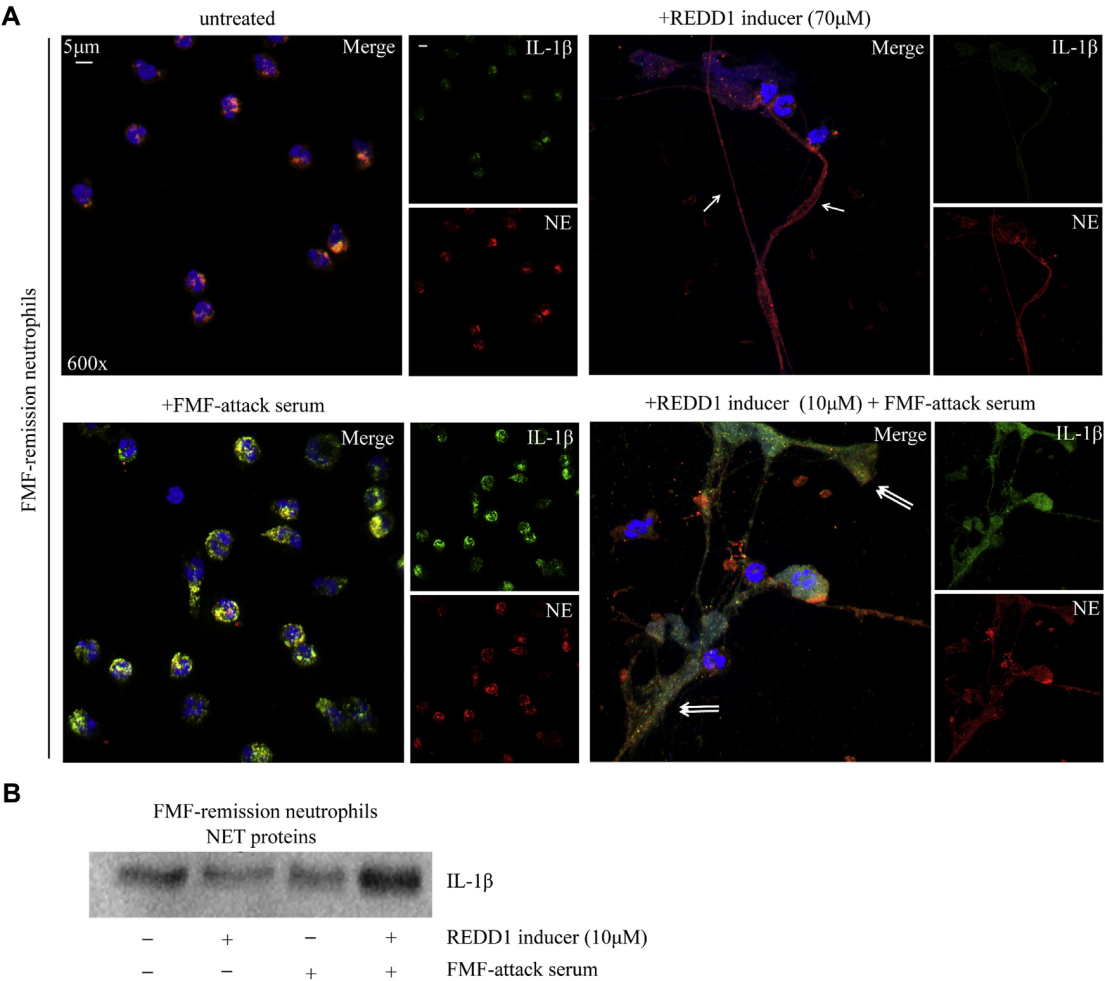 A
untreated
+REDD1 inducer (70μM)
FMF-remission neutrophils
5μm
Merge
IL-1β
NE
600x
Merge
IL-1β
NE
+FMF-attack serum
+REDD1 inducer (10μM) + FMF-attack serum
Merge
IL-1β
NE
Merge
IL-1β
NE
B
FMF-remission neutrophils
NET proteins
IL-1β
− + − + REDD1 inducer (10μM)
− − + + FMF-attack serum